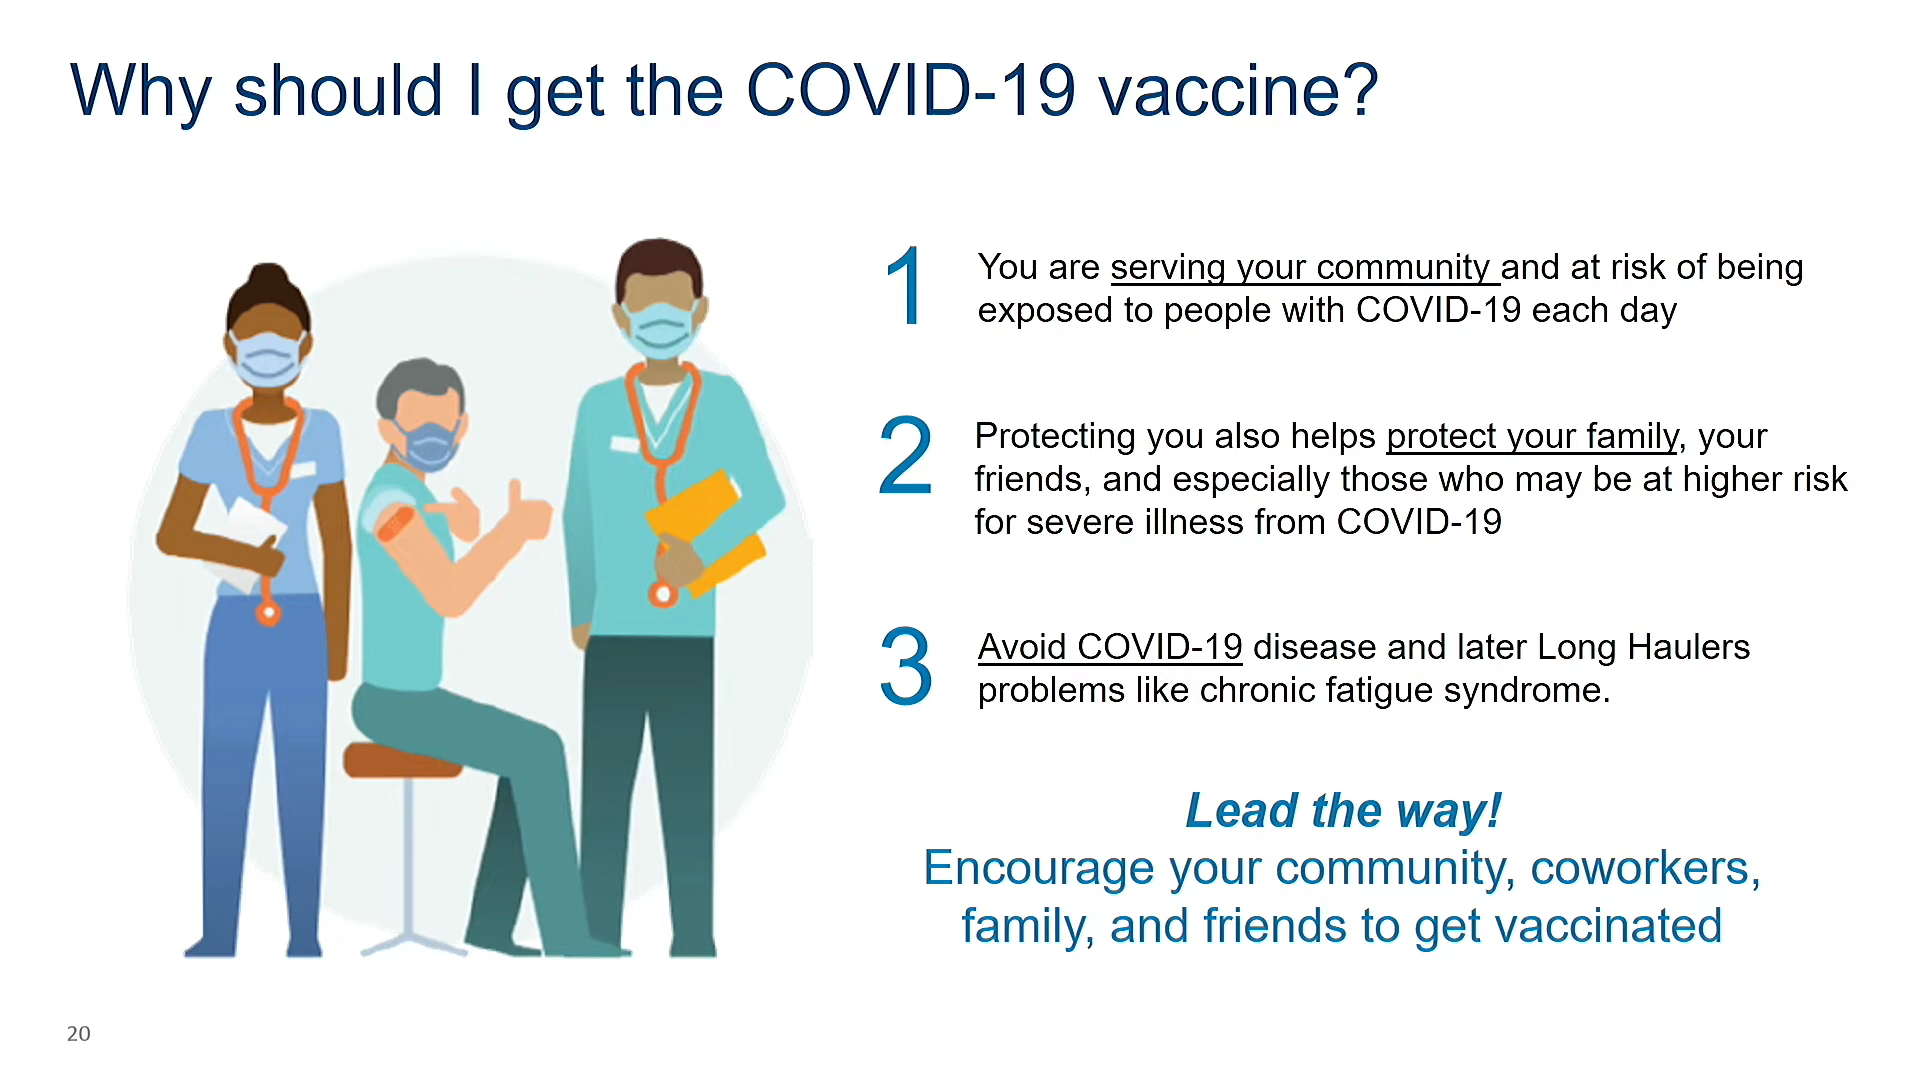 Why should I get the COVID-19 vaccine?
1
You are serving your community and at risk of being
exposed to people with COVID-19 each day
2
Protecting you also helps protect your family, your
friends, and especially those who may be at higher risk
for severe illness from COVID-19
3
Avoid COVID-19 disease and later Long Haulers
problems like chronic fatigue syndrome.
Lead the way!
Encourage your community, coworkers,
family, and friends to get vaccinated
20